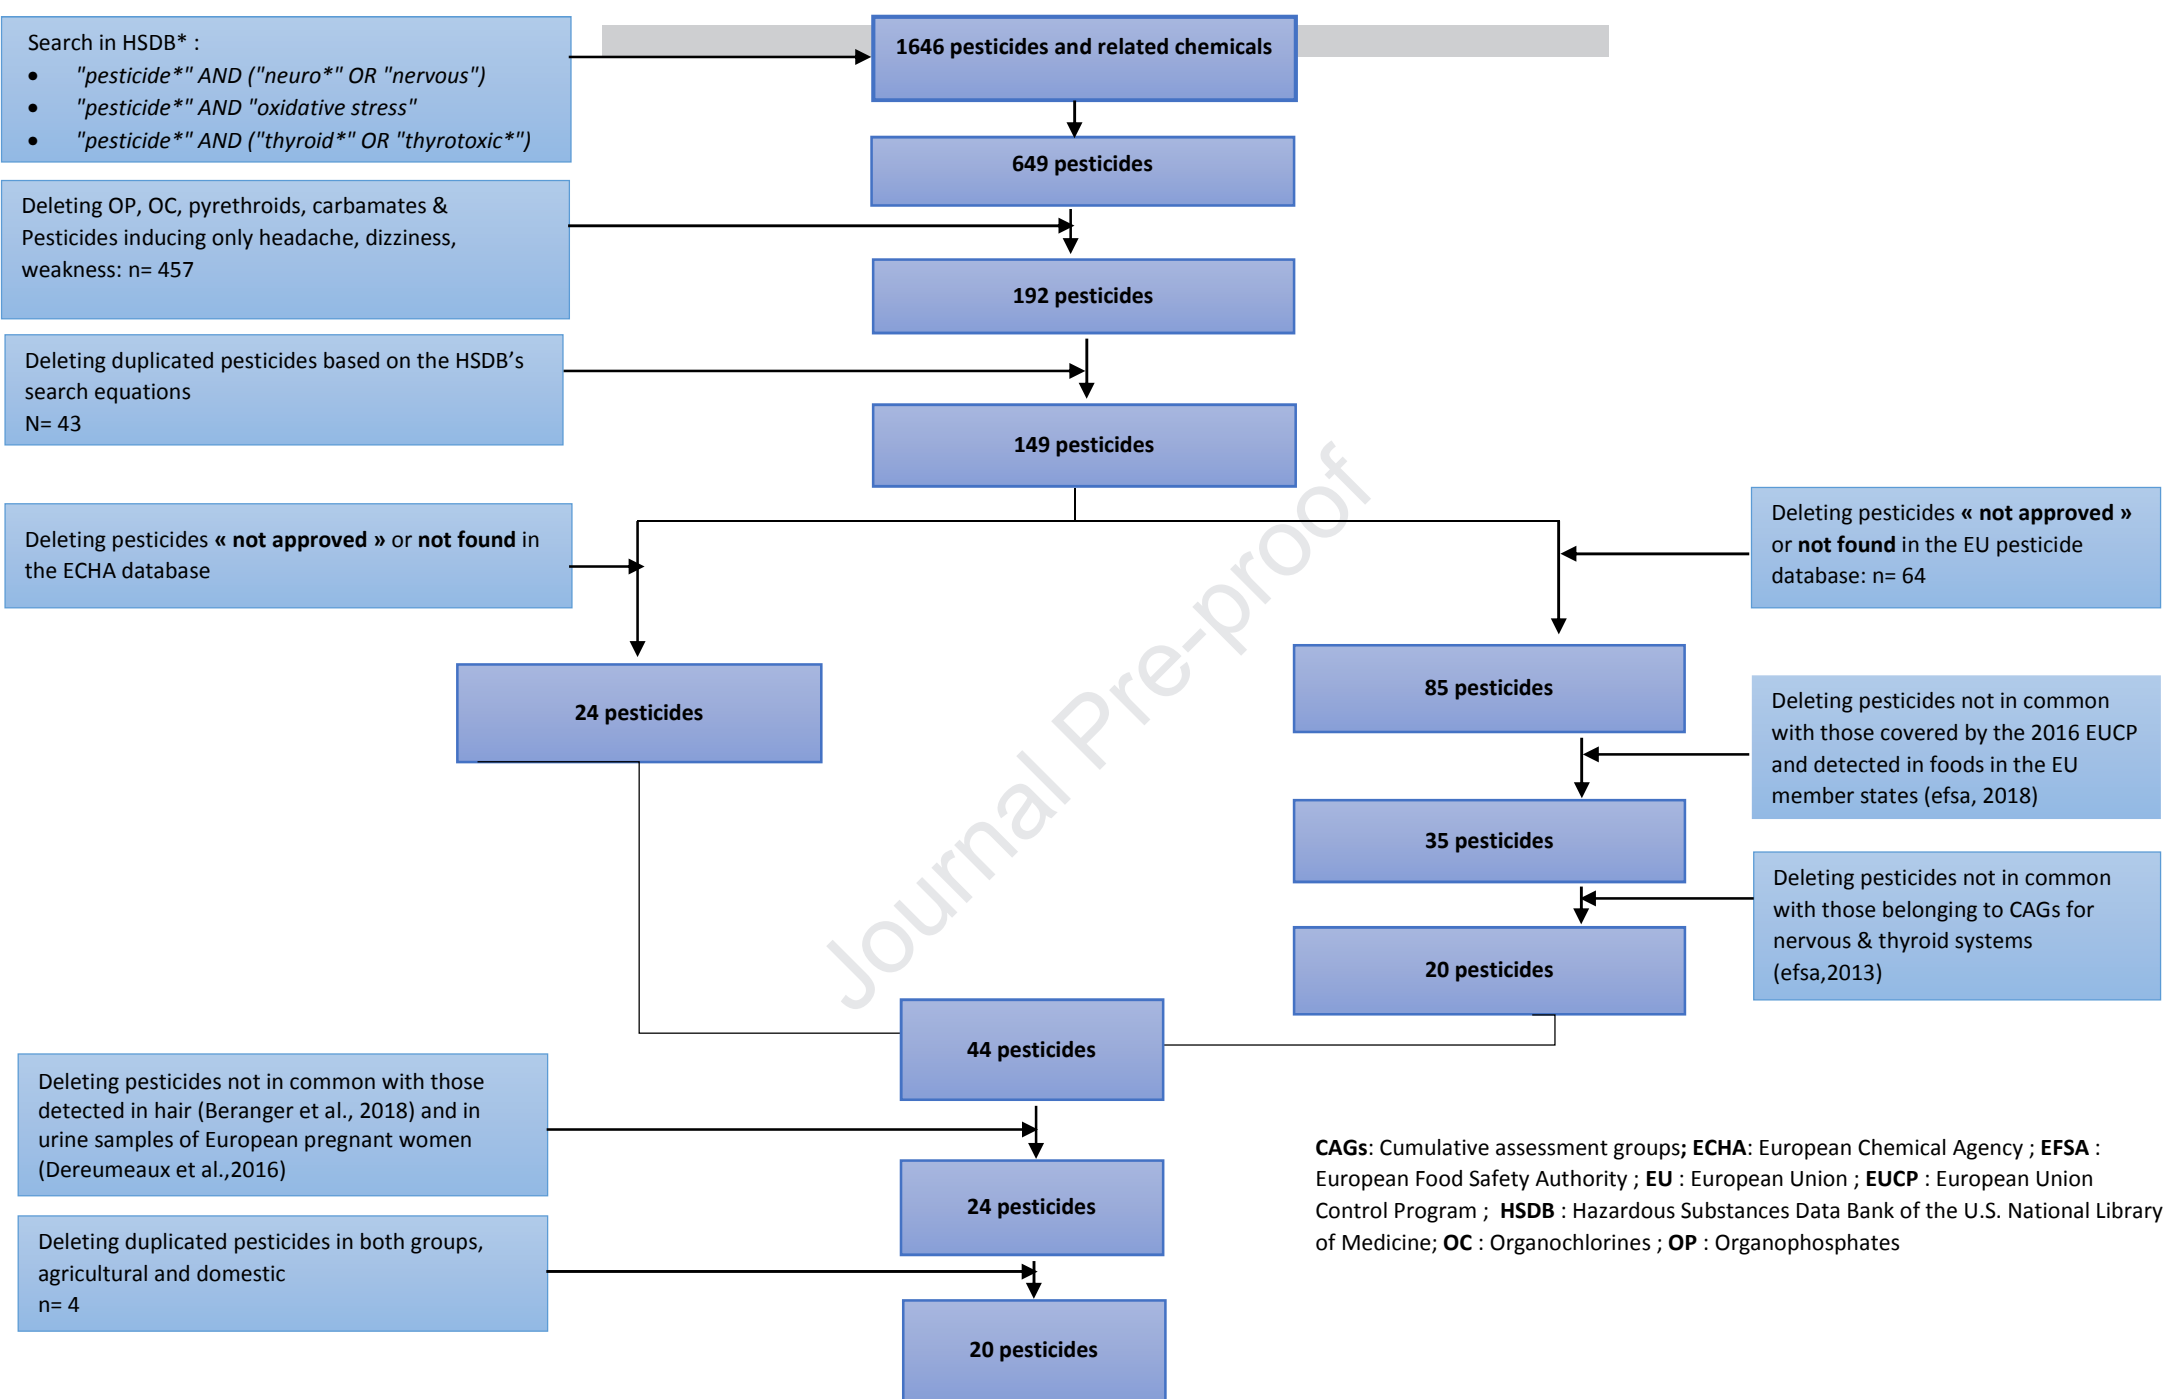 Search in HSDB* :
• "pesticide*" AND ("neuro*" OR "nervous")
• "pesticide*" AND "oxidative stress"
• "pesticide*" AND ("thyroid*" OR "thyrotoxic*")
1646 pesticides and related chemicals
649 pesticides
Deleting OP, OC, pyrethroids, carbamates &
Pesticides inducing only headache, dizziness,
weakness: n= 457
192 pesticides
Deleting duplicated pesticides based on the HSDB’s
search equations
N= 43
149 pesticides
Deleting pesticides « not approved » or not found in
the ECHA database
Deleting pesticides « not approved »
or not found in the EU pesticide
database: n= 64
24 pesticides
85 pesticides
Deleting pesticides not in common
with those covered by the 2016 EUCP
and detected in foods in the EU
member states (efsa, 2018)
35 pesticides
Deleting pesticides not in common
with those belonging to CAGs for
nervous & thyroid systems
(efsa,2013)
20 pesticides
44 pesticides
Deleting pesticides not in common with those
detected in hair (Beranger et al., 2018) and in
urine samples of European pregnant women
(Dereumeaux et al.,2016)
24 pesticides
Deleting duplicated pesticides in both groups,
agricultural and domestic
n= 4
20 pesticides
CAGs: Cumulative assessment groups; ECHA: European Chemical Agency ; EFSA :
European Food Safety Authority ; EU : European Union ; EUCP : European Union
Control Program ; HSDB : Hazardous Substances Data Bank of the U.S. National Library
of Medicine; OC : Organochlorines ; OP : Organophosphates
Journal Pre-proof